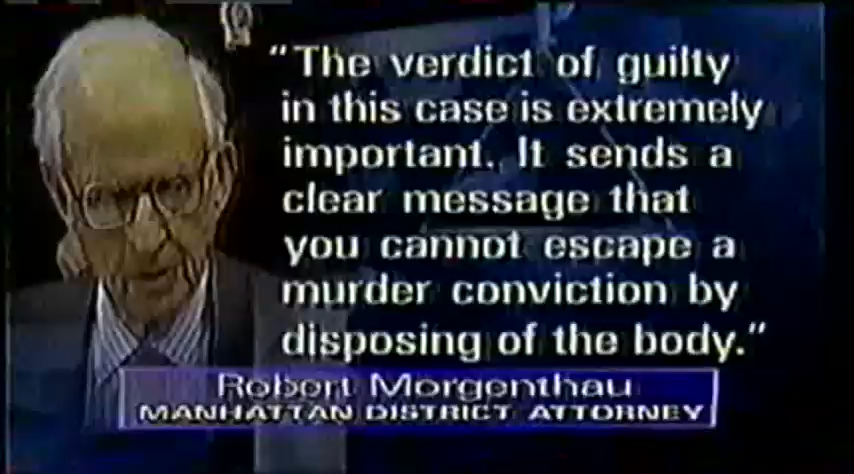 "The verdict of guilty
in this case is extremely
important. It sends a
clear message that
you cannot escape a
murder conviction by
disposing of the body."
Robert Morgenthau
MANHATTAN DISTRICT ATTORNEY